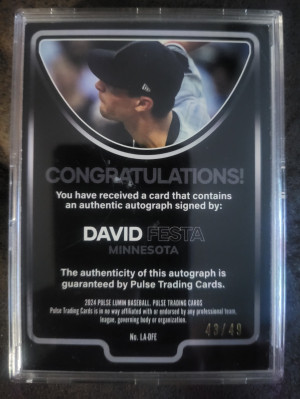 CONGRATULATIONS!
You have received a card that contains
an authentic autograph signed by:
DAVID FESTA
MINNESOTA
The authenticity of this autograph is
guaranteed by Pulse Trading Cards.
2024 PULSE LUMIN BASEBALL. PULSE TRADING CARDS
Pulse Trading Cards is in no way affiliated with or endorsed by any professional team,
league, governing body or organization.
No. LA-DFE
43/49